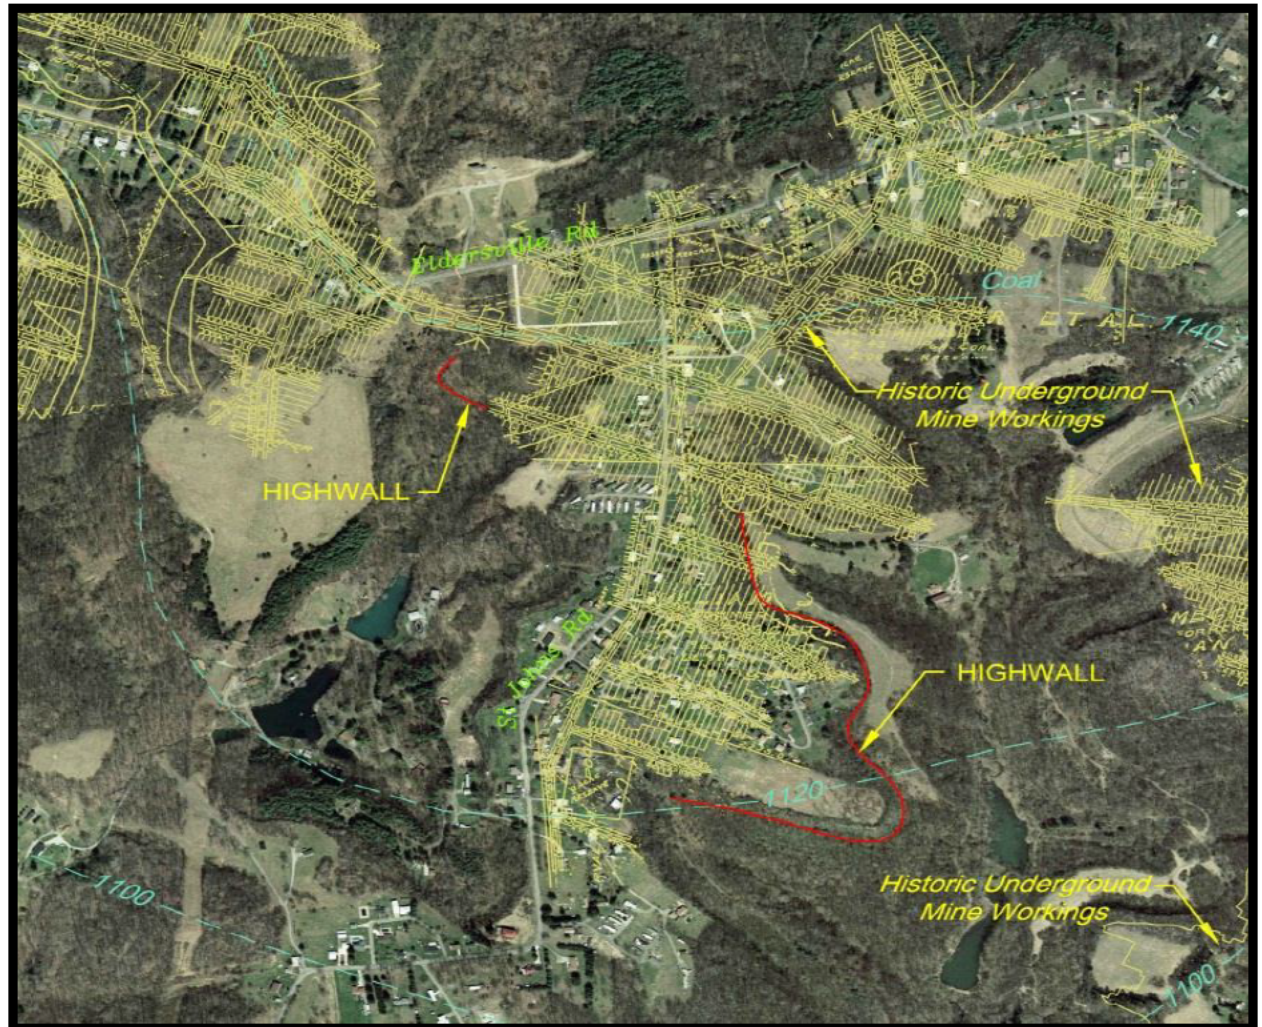 Eldersville Rd
Coal
1140
Historic Underground
Mine Workings
HIGHWALL
St Johns Rd
HIGHWALL
1120
Historic Underground
Mine Workings
1100
1100